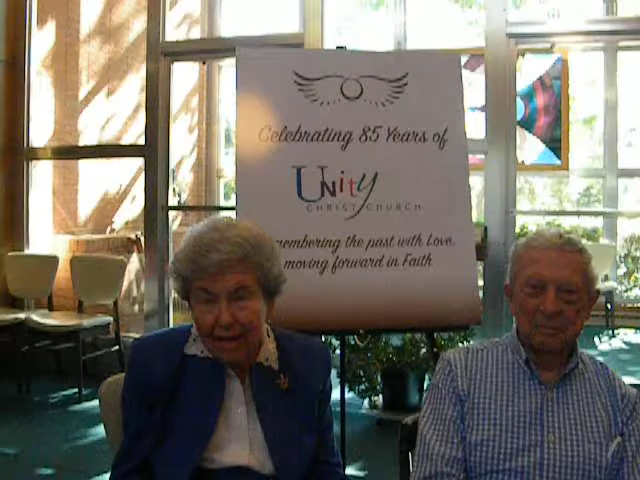 Celebrating 85 Years of
Unity
CHRIST CHURCH
membering the past with Love,
moving forward in Faith